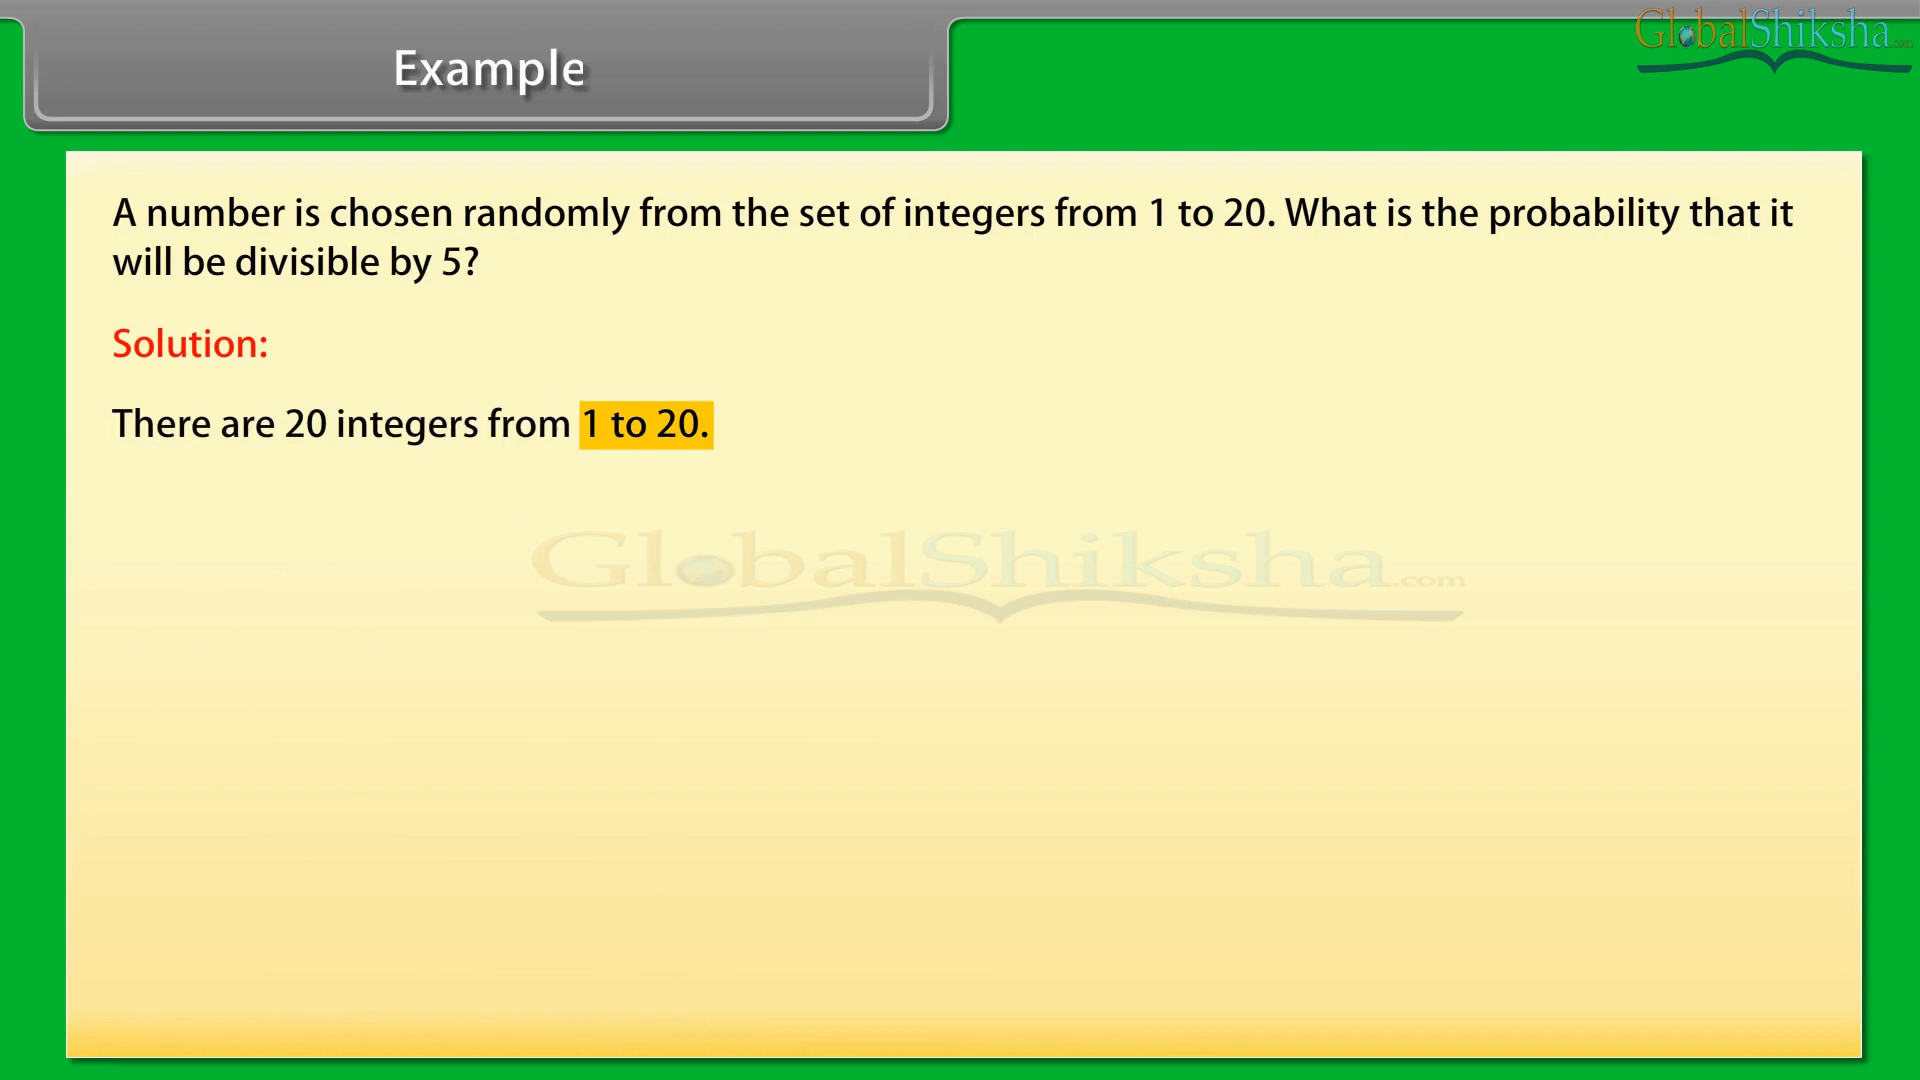 GlobalShiksha.com
Example
A number is chosen randomly from the set of integers from 1 to 20. What is the probability that it
will be divisible by 5?
Solution:
There are 20 integers from 1 to 20.
GlobalShiksha.com